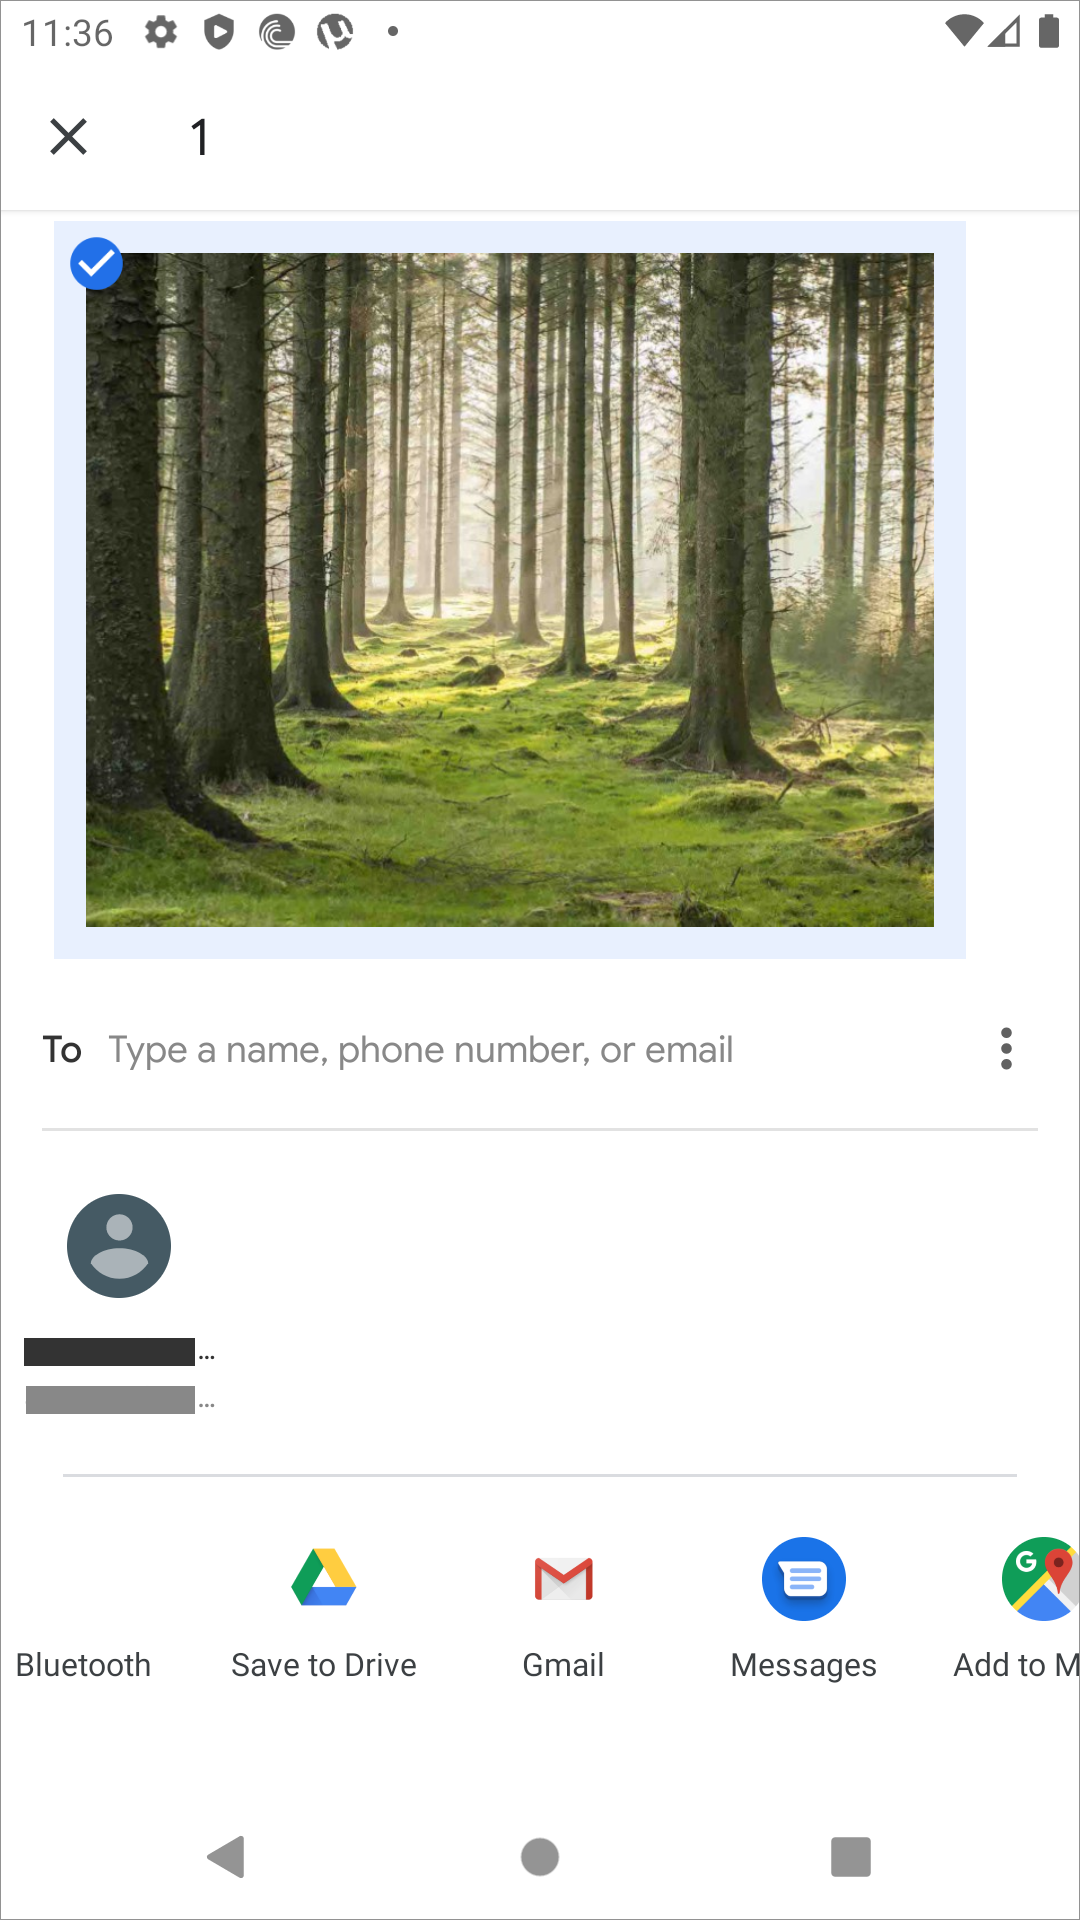 11:36
1
To Type a name, phone number, or email
...
...
Bluetooth Save to Drive Gmail Messages Add to M